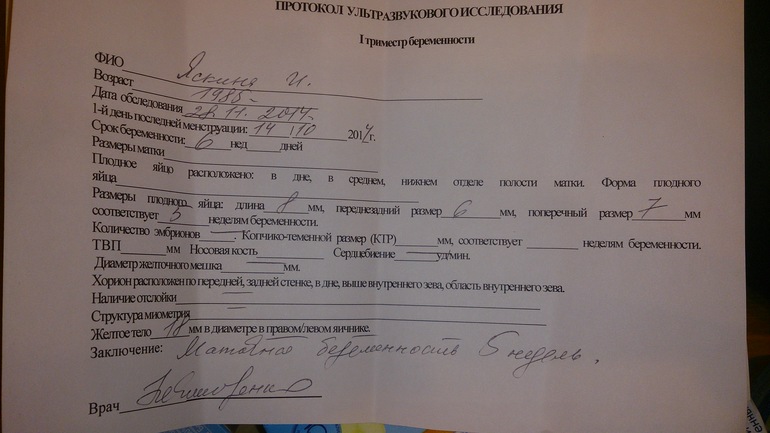 ПРОТОКОЛ УЛЬТРАЗВУКОВОГО ИССЛЕДОВАНИЯ
I триместр беременности
ФИО Яскина И.
Возраст 1985
Дата обследования 28.11.2014
1-й день последней менструации: 14 10 2014 г.
Срок беременности: 6 нед дней
Размеры матки
Плодное яйцо расположено: в дне, в среднем, нижнем отделе полости матки. Форма плодного
яйца
Размеры плодного яйца: длина 8 мм, переднезадний размер 6 мм, поперечный размер 7 мм
соответствует 5 неделям беременности.
Количество эмбрионов . Копчико-теменной размер (КТР) мм, соответствует неделям беременности.
ТВП мм Носовая кость Сердцебиение уд/мин.
Диаметр желточного мешка мм.
Хорион расположен по передней, задней стенке, в дне, выше внутреннего зева, область внутреннего зева.
Наличие отслойки
Структура миометрия
Желтое тело 18 мм в диаметре в правом/левом яичнике.
Заключение: Маточная беременность 5 недель.
Врач